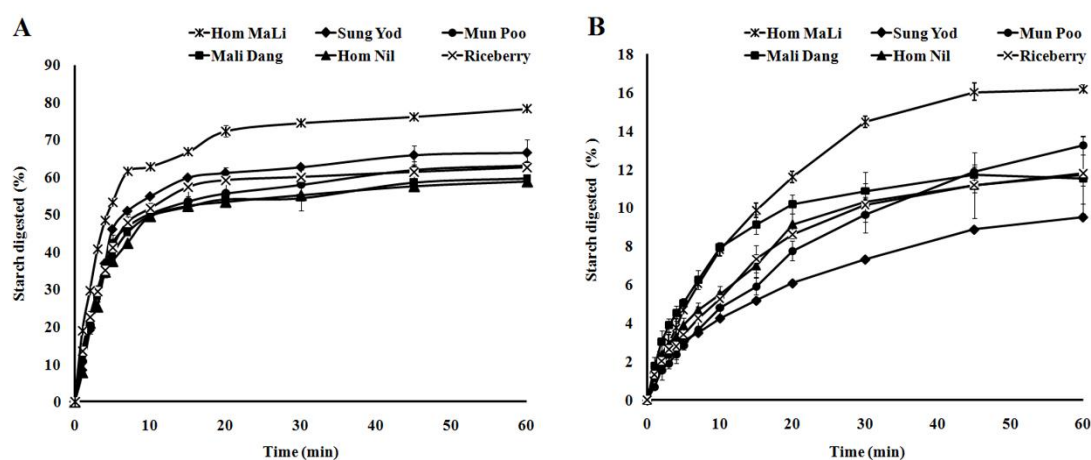 A
Hom MaLi Sung Yod Mun Poo
Mali Dang Hom Nil Riceberry
90
80
70
60
50
40
30
20
10
0
Starch digested (%)
0 10 20 30 40 50 60
Time (min)
B
Hom MaLi Sung Yod Mun Poo
Mali Dang Hom Nil Riceberry
18
16
14
12
10
8
6
4
2
0
Starch digested (% )
0 10 20 30 40 50 60
Time (min)